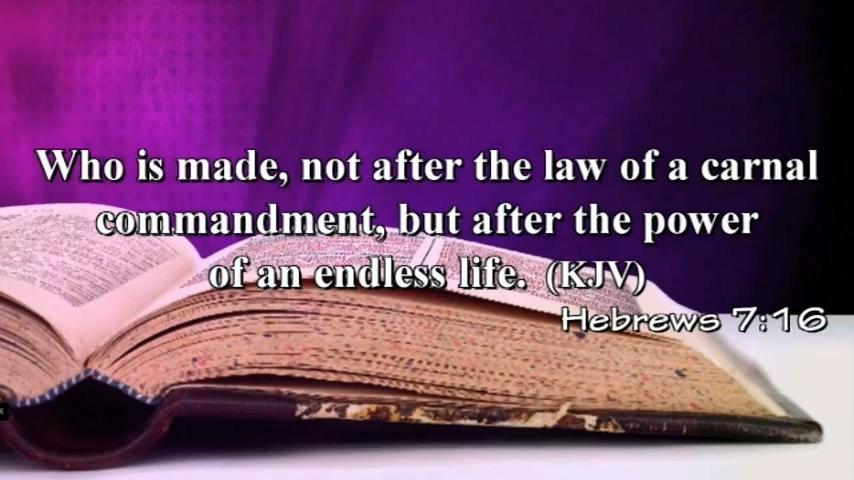 Who is made, not after the law of a carnal
commandment, but after the power
of an endless life. (KJV)
Hebrews 7:16